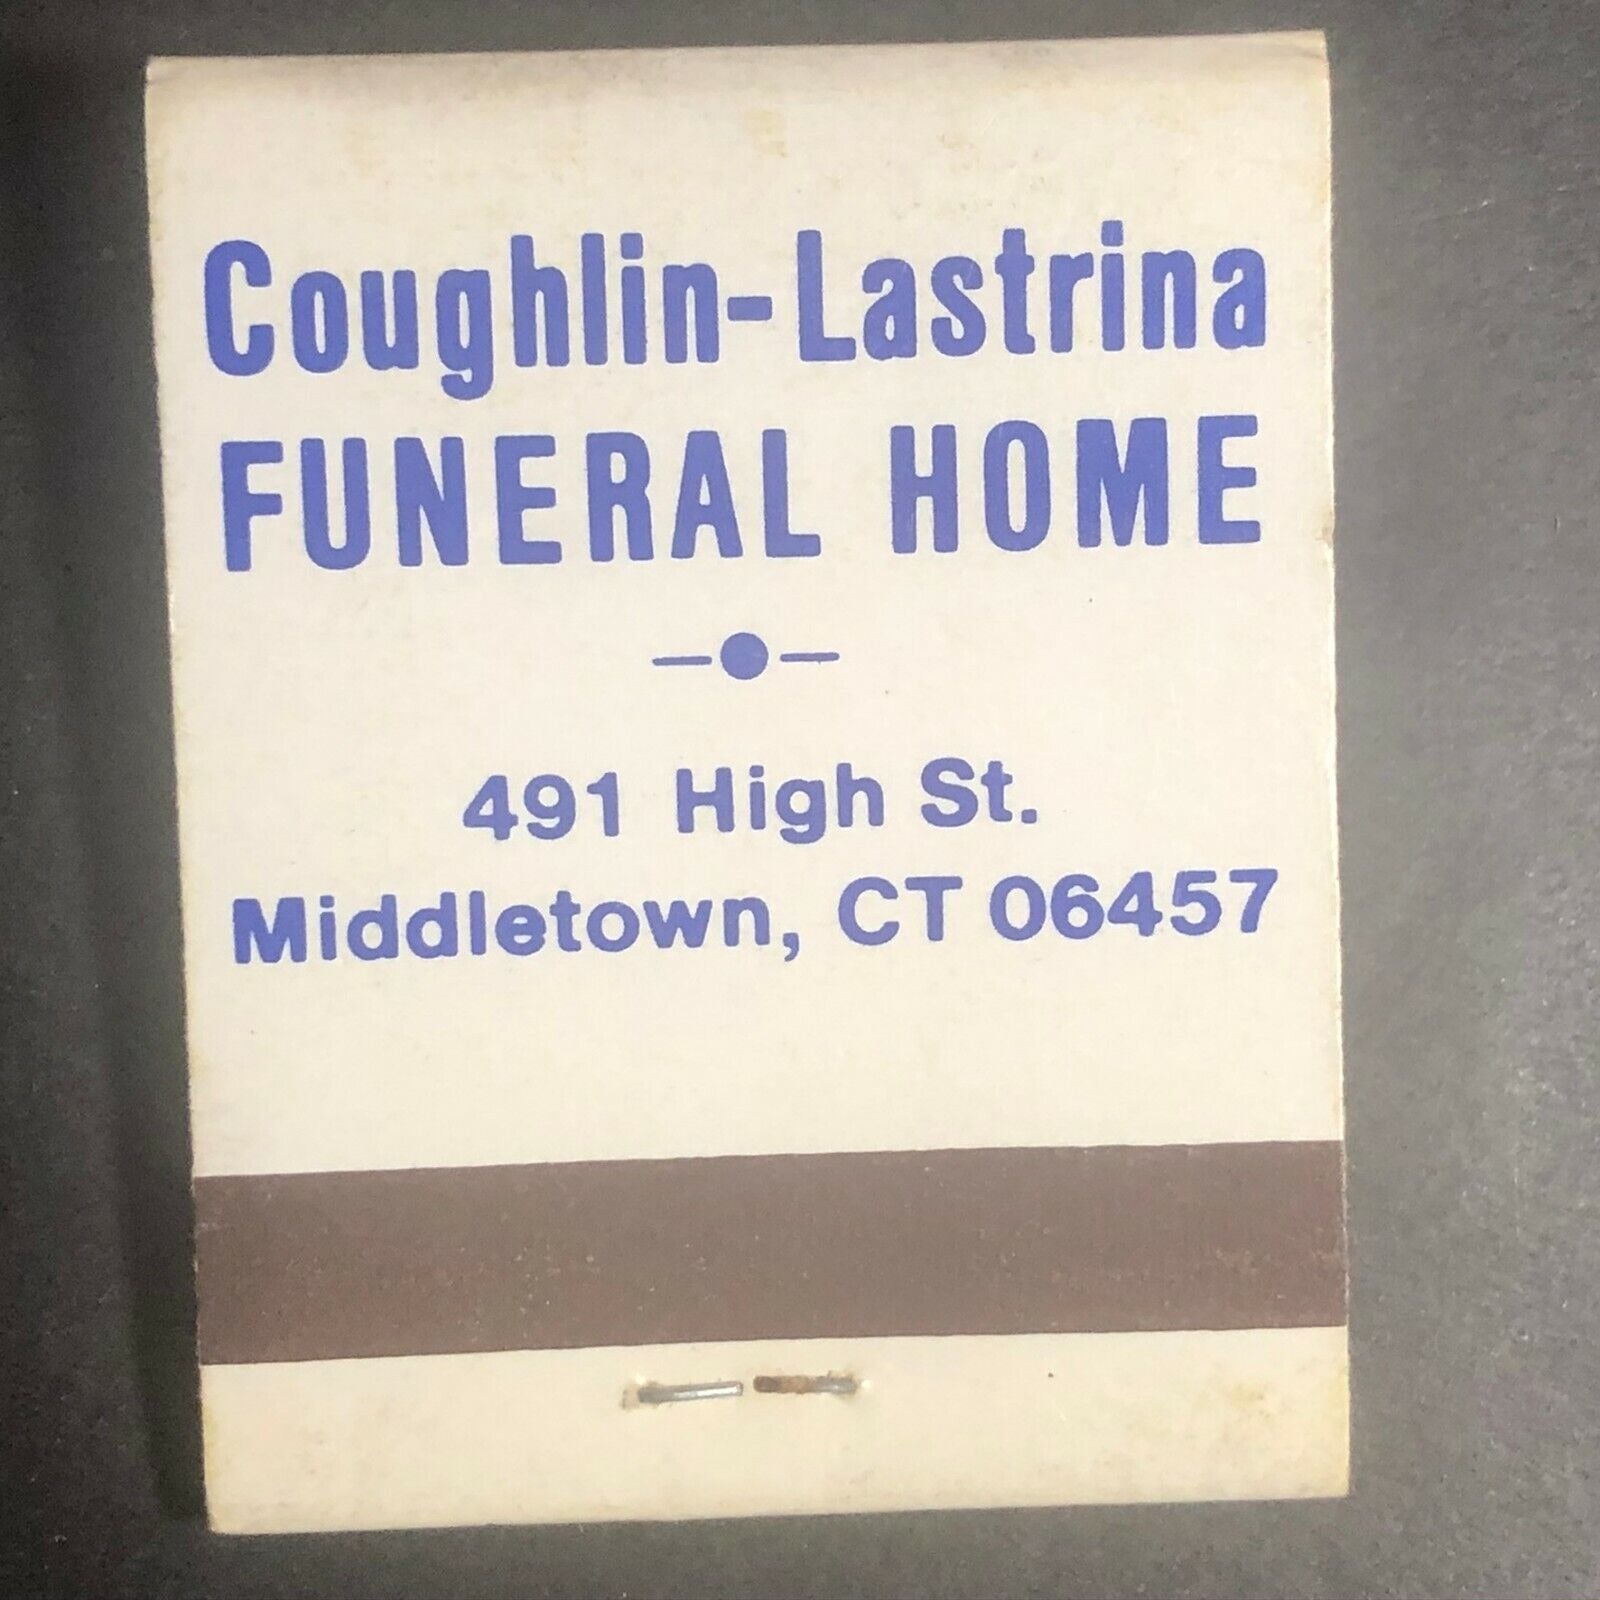 Coughlin-Lastrina
FUNERAL HOME
491 High St.
Middletown, CT 06457